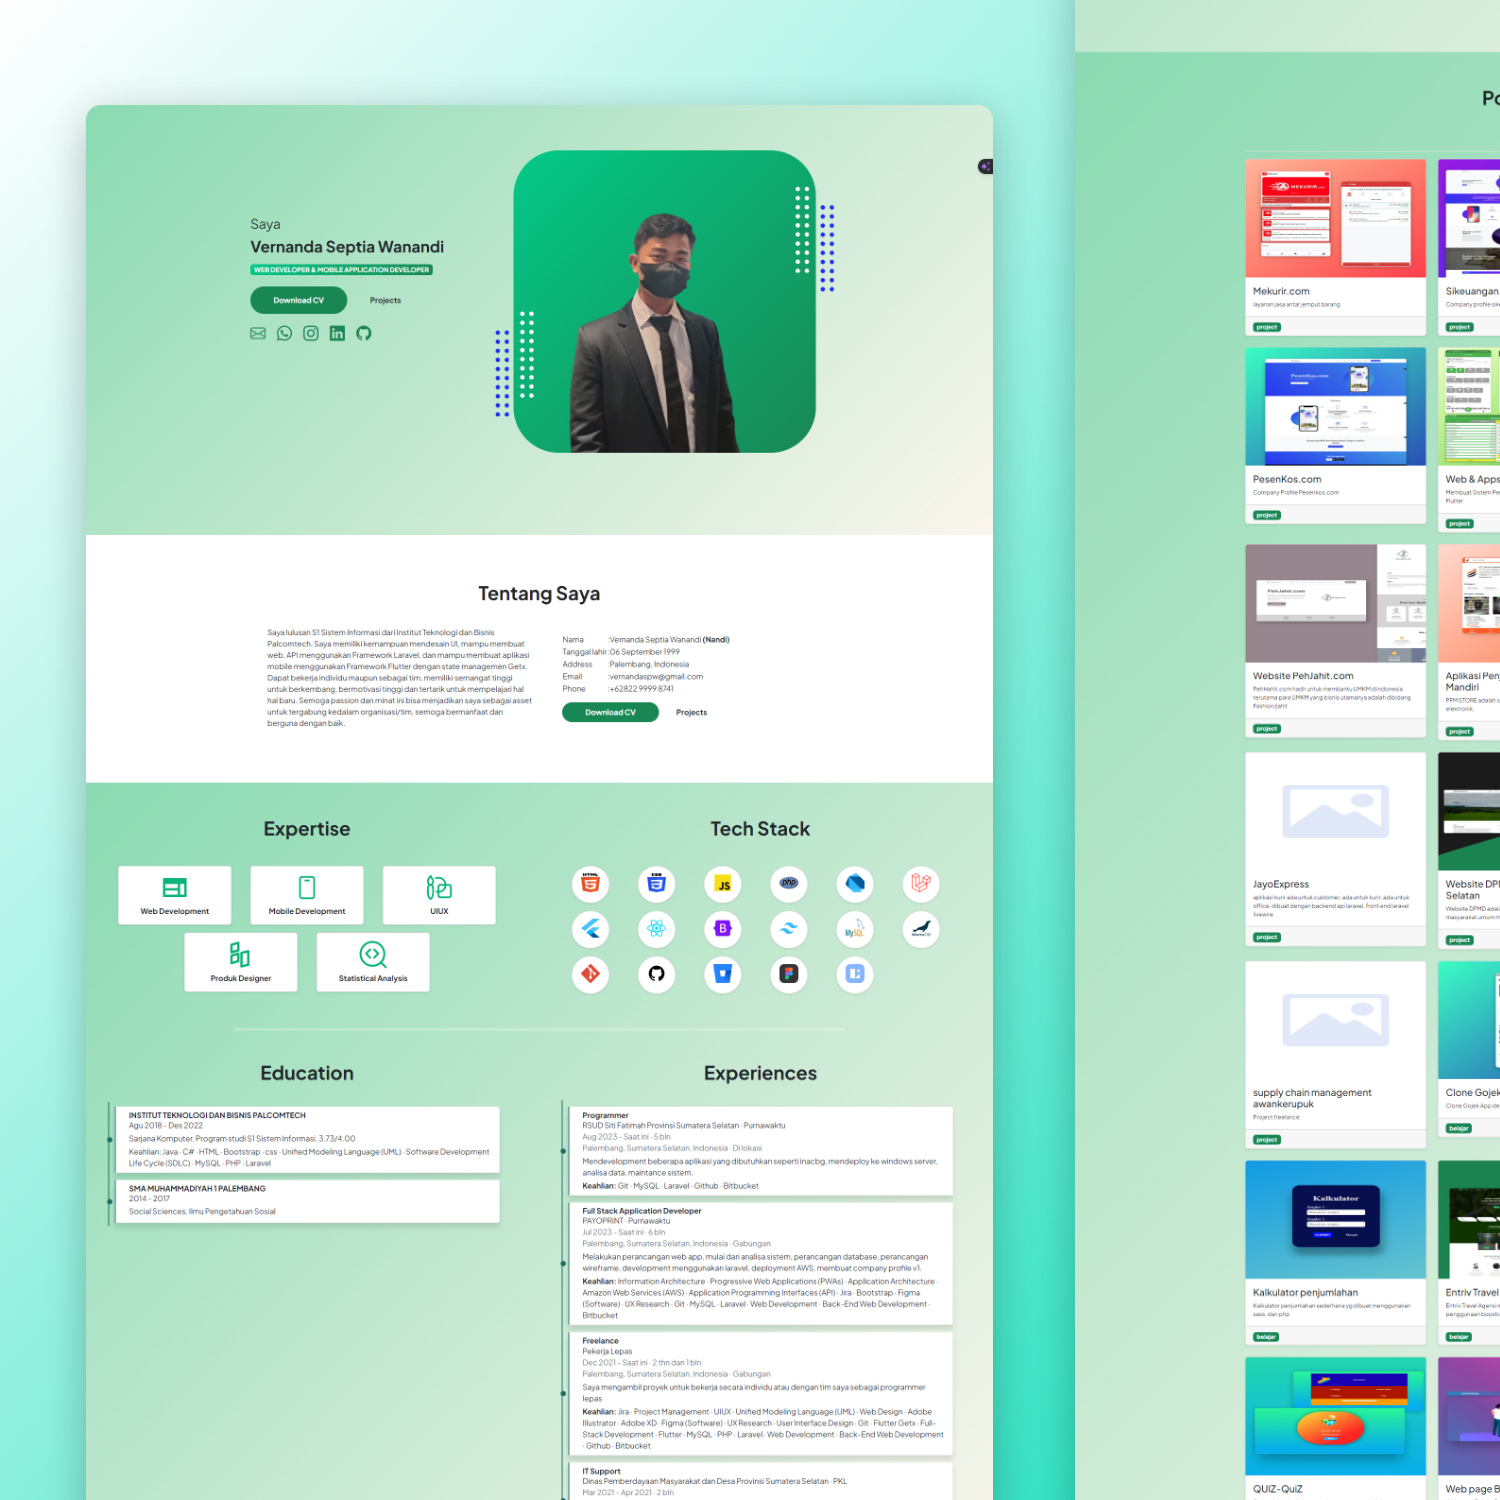 Saya
Vernanda Septia Wanandi
WEB DEVELOPER & MOBILE APPLICATION DEVELOPER
Download CV
Projects
Tentang Saya
Saya lulusan S1 Sistem Informasi dari Institut Teknologi dan Bisnis
Palcomtech. Saya memiliki kemampuan mendesain UI, mampu membuat
web, API menggunakan Framework Laravel, dan mampu membuat aplikasi
mobile menggunakan Framework Flutter dengan state managemen Getx.
Dapat bekerja individu maupun sebagai tim, memiliki semangat tinggi
untuk berkembang, bermotivasi tinggi dan tertarik untuk mempelajari hal
hal baru. Semoga passion dan minat ini bisa menjadikan saya sebagai asset
untuk tergabung kedalam organisasi/tim, semoga bermanfaat dan
berguna dengan baik.
Nama :Vernanda Septia Wanandi (Nandi)
Tanggal lahir :06 September 1999
Address :Palembang, Indonesia
Email :vernandaspw@gmail.com
Phone :+62822 9999 8741
Download CV
Projects
Expertise
Web Development
Mobile Development
UIUX
Produk Designer
Statistical Analysis
Tech Stack
HTML
CSS
JS
php
B
MySQL
MariaDB
Education
INSTITUT TEKNOLOGI DAN BISNIS PALCOMTECH
Agu 2018 - Des 2022
Sarjana Komputer, Program studi S1 Sistem Informasi, 3.73/4.00
Keahlian: Java · C# · HTML · Bootstrap · css · Unified Modeling Language (UML) · Software Development
Life Cycle (SDLC) · MySQL · PHP · Laravel
SMA MUHAMMADIYAH 1 PALEMBANG
2014 - 2017
Social Sciences, Ilmu Pengetahuan Sosial
Experiences
Programmer
RSUD Siti Fatimah Provinsi Sumatera Selatan · Purnawaktu
Aug 2023 - Saat ini · 5 bln
Palembang, Sumatera Selatan, Indonesia · Di lokasi
Mendevelopment beberapa aplikasi yang dibutuhkan seperti inacbg, mendeploy ke windows server,
analisa data, maintance sistem.
Keahlian: Git · MySQL · Laravel · Github · Bitbucket
Full Stack Application Developer
PAYOPRINT · Purnawaktu
Jul 2023 - Saat ini · 6 bln
Palembang, Sumatera Selatan, Indonesia · Gabungan
Melakukan perancangan web app, mulai dari analisa sistem, perancangan database, perancangan
wireframe, development menggunakan laravel, deployment AWS, membuat company profile v1.
Keahlian: Information Architecture · Progressive Web Applications (PWAs) · Application Architecture ·
Amazon Web Services (AWS) · Application Programming Interfaces (API) · Jira · Bootstrap · Figma
(Software) · UX Research · Git · MySQL · Laravel · Web Development · Back-End Web Development ·
Bitbucket
Freelance
Pekerja Lepas
Dec 2021 - Saat ini · 2 thn dan 1 bln
Palembang, Sumatera Selatan, Indonesia · Gabungan
Saya mengambil proyek untuk bekerja secara individu atau dengan tim saya sebagai programmer
lepas
Keahlian: Jira · Project Management · UIUX · Unified Modeling Language (UML) · Web Design · Adobe
Illustrator · Adobe XD · Figma (Software) · UX Research · User Interface Design · Git · Flutter Getx · Full-
Stack Development · Flutter · MySQL · PHP · Laravel · Web Development · Back-End Web Development
· Github · Bitbucket
IT Support
Dinas Pemberdayaan Masyarakat dan Desa Provinsi Sumatera Selatan · PKL
Mar 2021 - Apr 2021 · 2 bln
Po
MEKURIR.com
Mekurir.com
layanan jasa antar jemput barang
project
Sikeuangan.
Company profile sike
project
PesenKos.com
PesenKos.com
Company Profile Pesenkos.com
project
Web & Apps
Membuat Sistem Pe
Flutter
project
PehJahit.com
Website PehJahit.com
PehHahit.com hadir untuk membantu UMKM diindonesia
terutama para UMKM yang bisnis utamanya adalah dibidang
Fashion jahit
project
Aplikasi Penj
Mandiri
PFM STORE adalah s
elektronik.
project
JayoExpress
aplikasi kurir ada untuk customer, ada untuk kurir, ada untuk
office. dibuat dengan backend api laravel, front end laravel
livewire
project
Website DPM
Selatan
Website DPMD adala
masyarakat umum m
project
supply chain management
awankerupuk
Project freelance
project
Clone Gojek
Clone Gojek App de
belajar
Kalkulator
Kalkulator penjumlahan
Kalkulator penjumlahan sederhana yg dibuat menggunakan
sass, dan php
belajar
Entriv Travel
Entriv Travel Agensi m
penggunaan boostra
belajar
QUIZ-QuiZ
Web page B